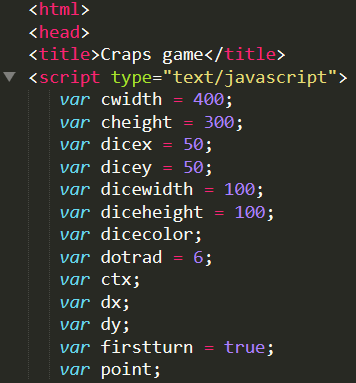 <html>
<head>
<title>Craps game</title>
<script type="text/javascript">
var cwidth = 400;
var cheight = 300;
var dicex = 50;
var dicey = 50;
var dicewidth = 100;
var diceheight = 100;
var dicecolor;
var dotrad = 6;
var ctx;
var dx;
var dy;
var firstturn = true;
var point;